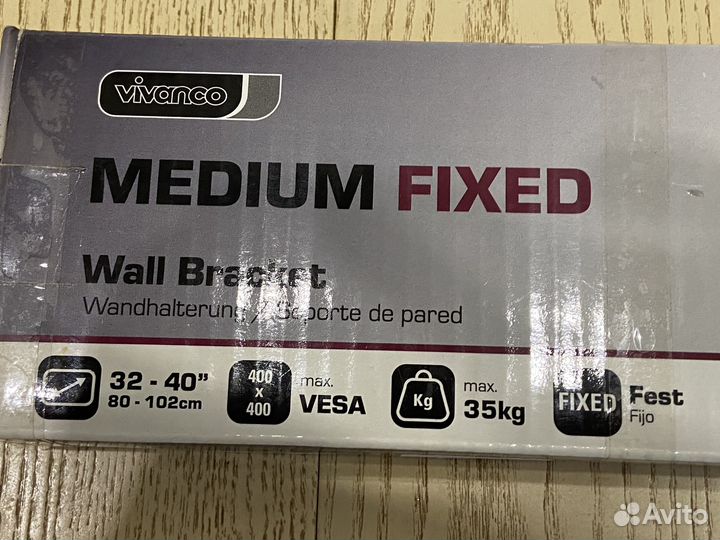 vivanco
MEDIUM FIXED
Wall Bracket
Wandhalterung / Soporte de pared
32 - 40”
80 - 102cm
400
x
400
max.
VESA
Kg
max.
35kg
FIXED
Fest
Fijo
Avito